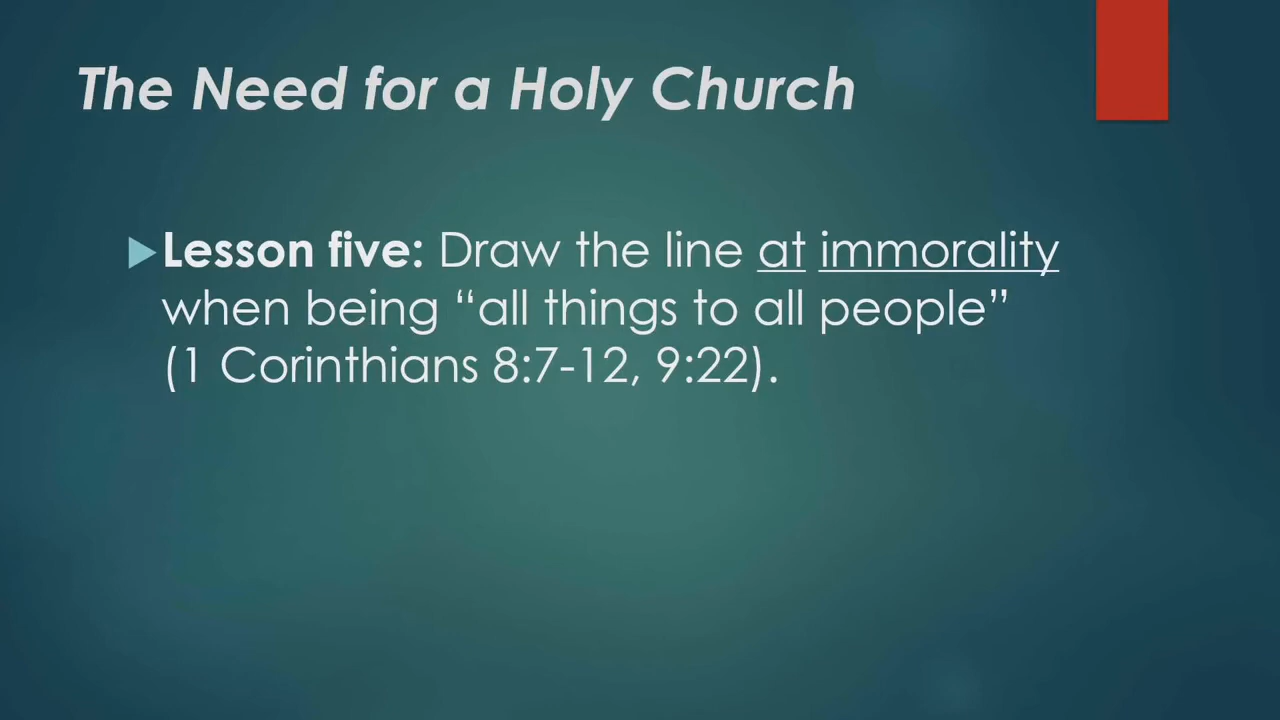 The Need for a Holy Church
Lesson five: Draw the line at immorality
when being “all things to all people”
(1 Corinthians 8:7-12, 9:22).